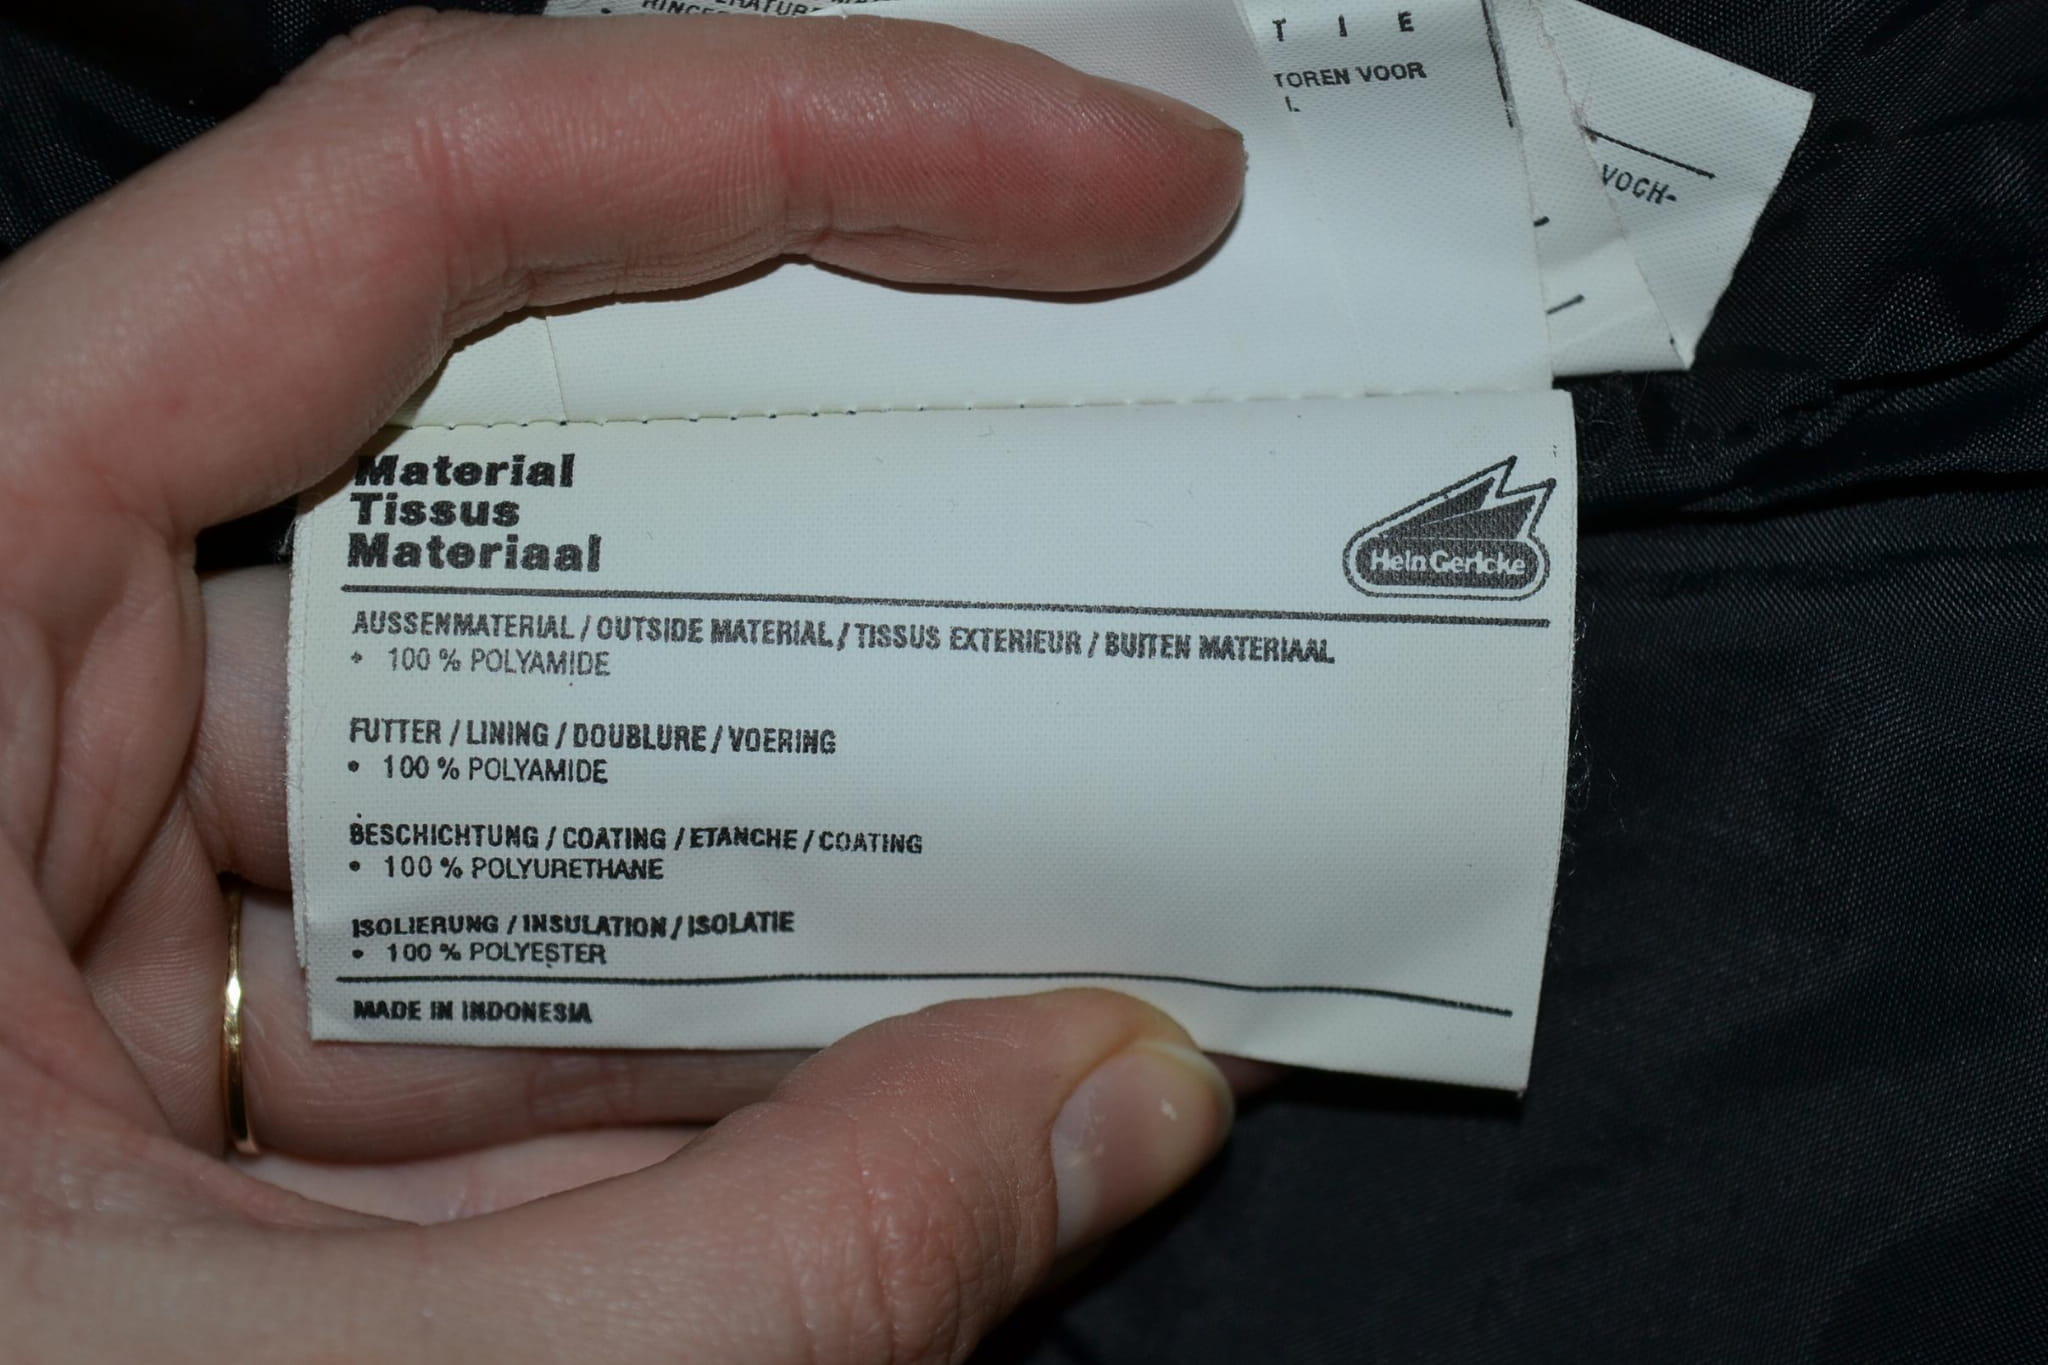 T I E
TOREN VOOR
VOCH-
Material
Tissus
Materiaal
Hein Gericke
AUSSENMATERIAL / OUTSIDE MATERIAL / TISSUS EXTERIEUR / BUITEN MATERIAAL
• 100 % POLYAMIDE
FUTTER / LINING / DOUBLURE / VOERING
• 100 % POLYAMIDE
BESCHICHTUNG / COATING / ETANCHE / COATING
• 100 % POLYURETHANE
ISOLIERUNG / INSULATION / ISOLATIE
• 100 % POLYESTER
MADE IN INDONESIA